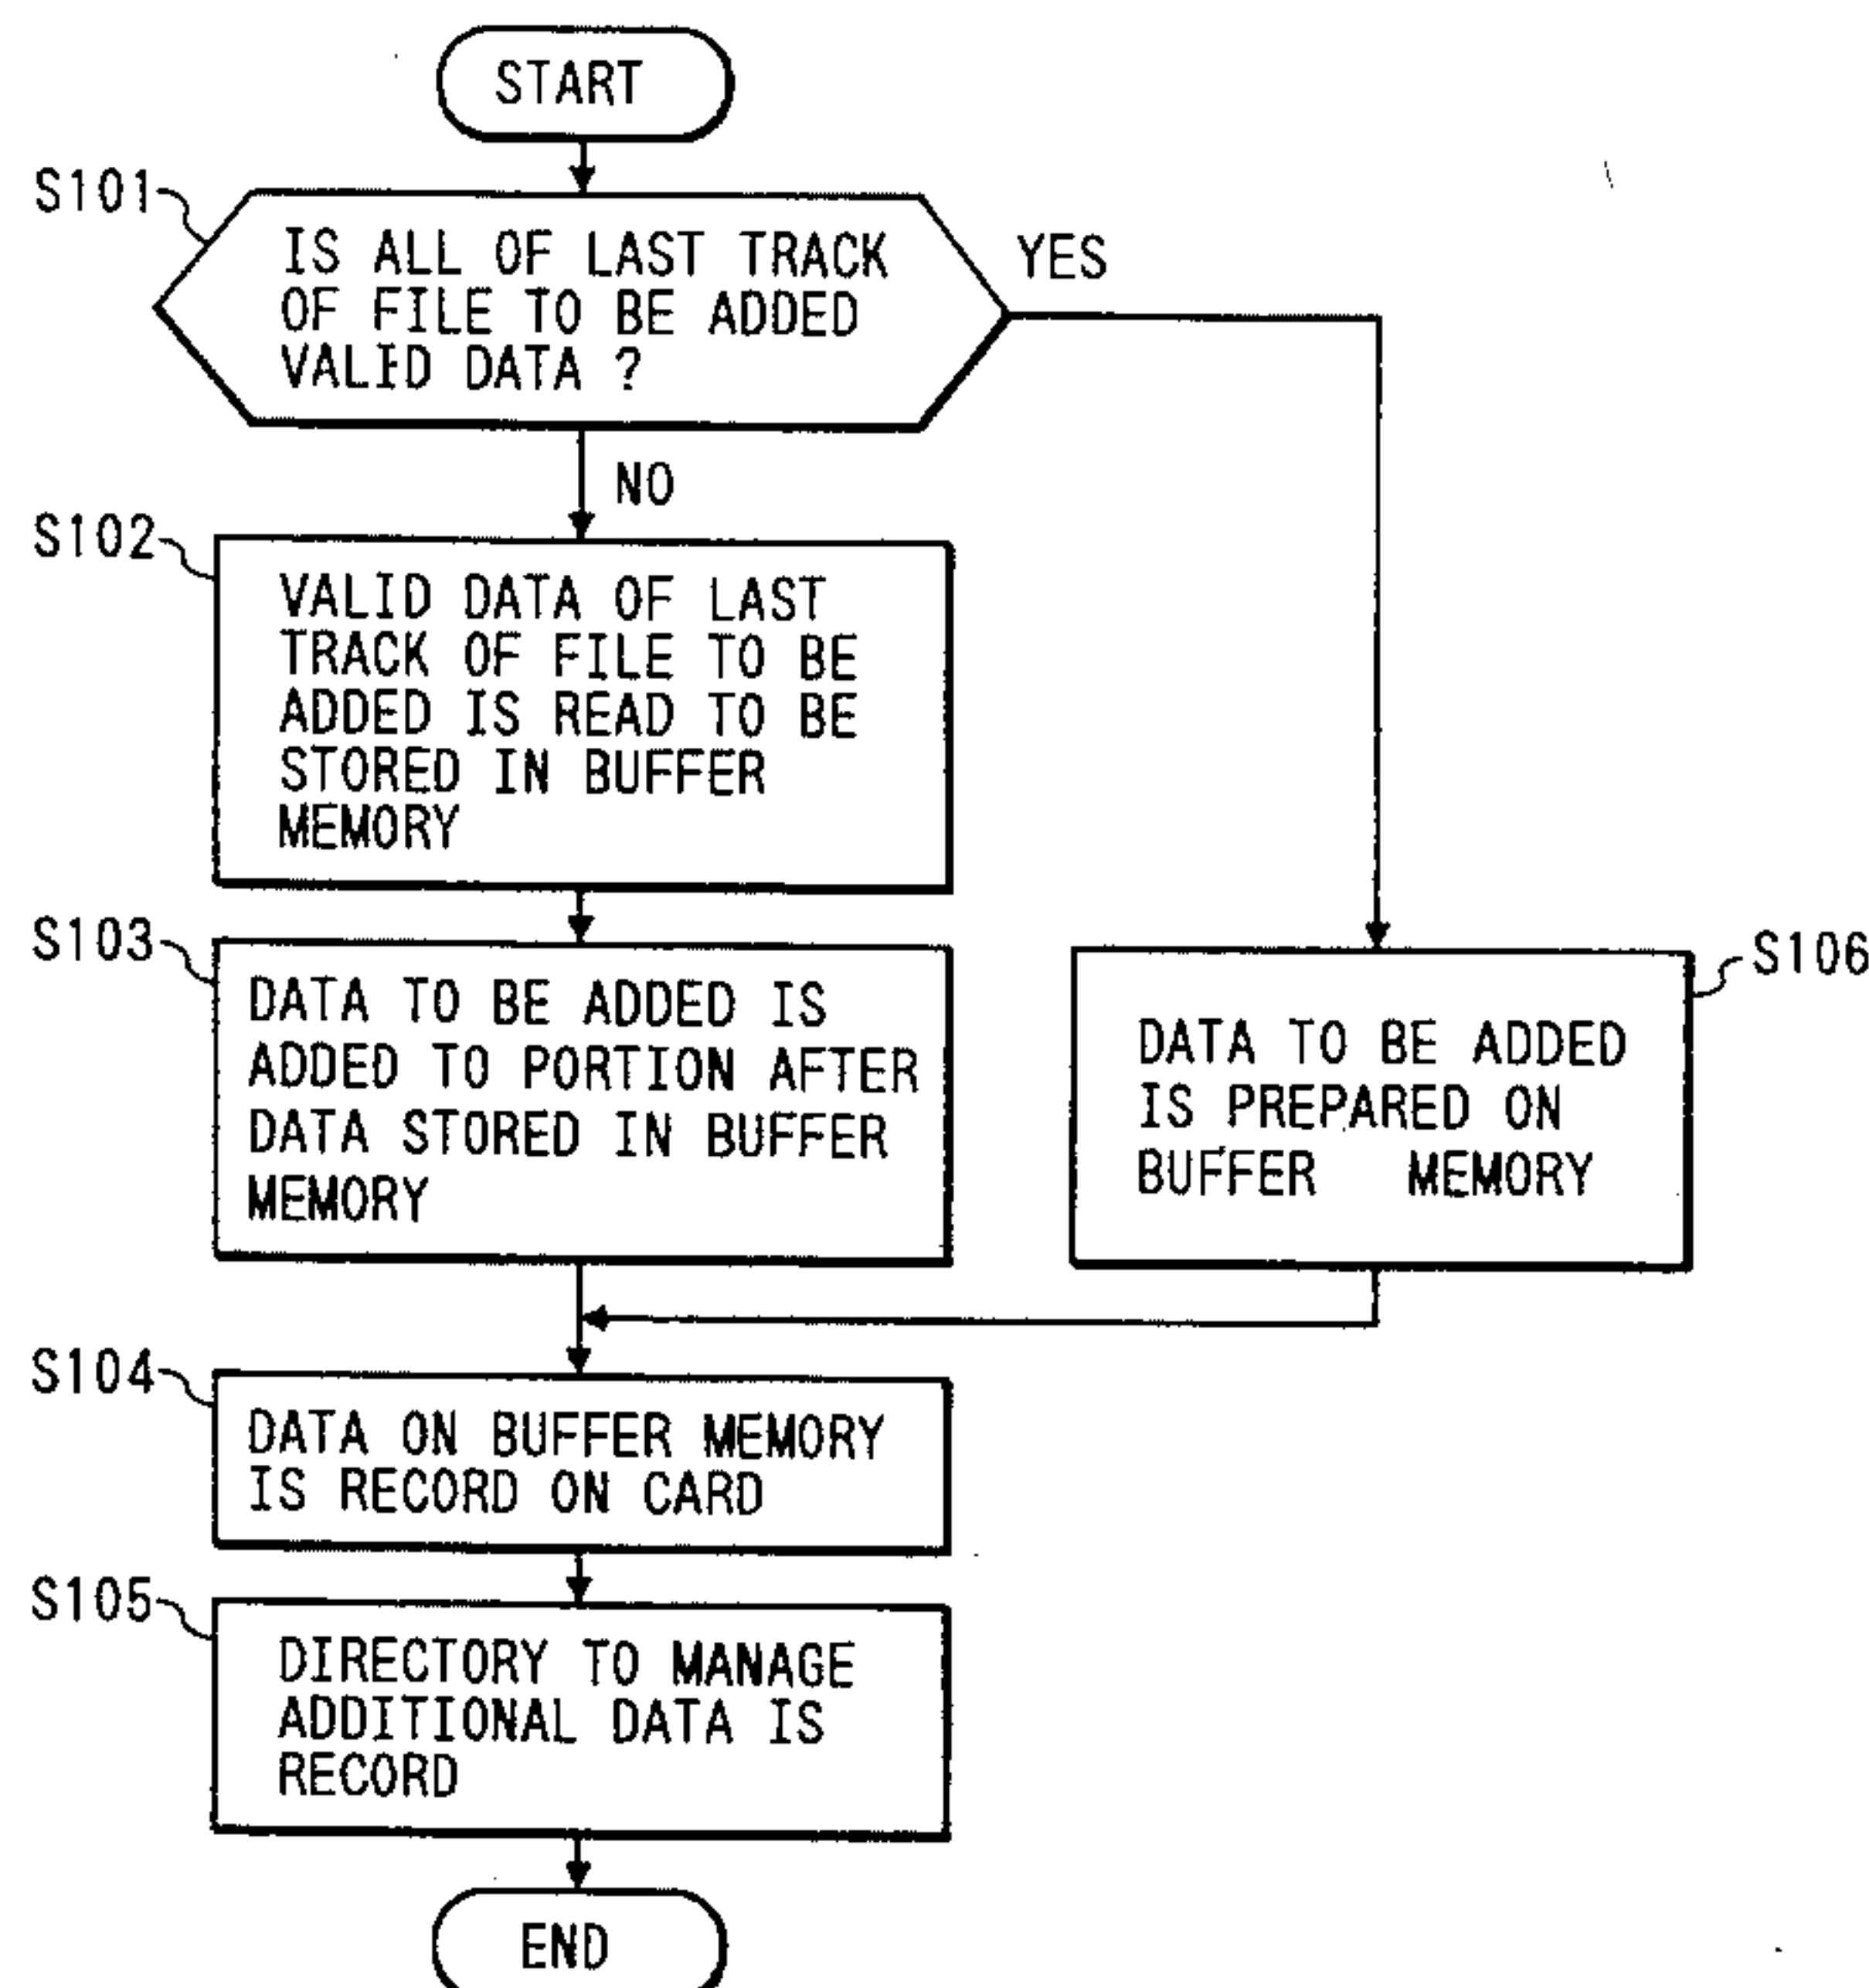 START
S101
IS ALL OF LAST TRACK
OF FILE TO BE ADDED
VALID DATA ?
YES
NO
S102
VALID DATA OF LAST
TRACK OF FILE TO BE
ADDED IS READ TO BE
STORED IN BUFFER
MEMORY
S103
DATA TO BE ADDED IS
ADDED TO PORTION AFTER
DATA STORED IN BUFFER
MEMORY
S106
DATA TO BE ADDED
IS PREPARED ON
BUFFER MEMORY
S104
DATA ON BUFFER MEMORY
IS RECORD ON CARD
S105
DIRECTORY TO MANAGE
ADDITIONAL DATA IS
RECORD
END